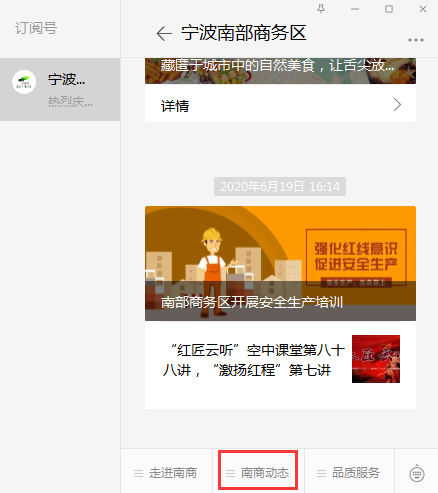 订阅号
宁波...
热烈庆...
宁波南部商务区
藏匿于城市中的自然美食，让舌尖放...
详情
2020年6月19日 16:14
强化红线意识
促进安全生产
南部商务区开展安全生产培训
“红匠云听”空中课堂第八十
八讲，“激扬红程”第七讲
走进南商
南商动态
品质服务